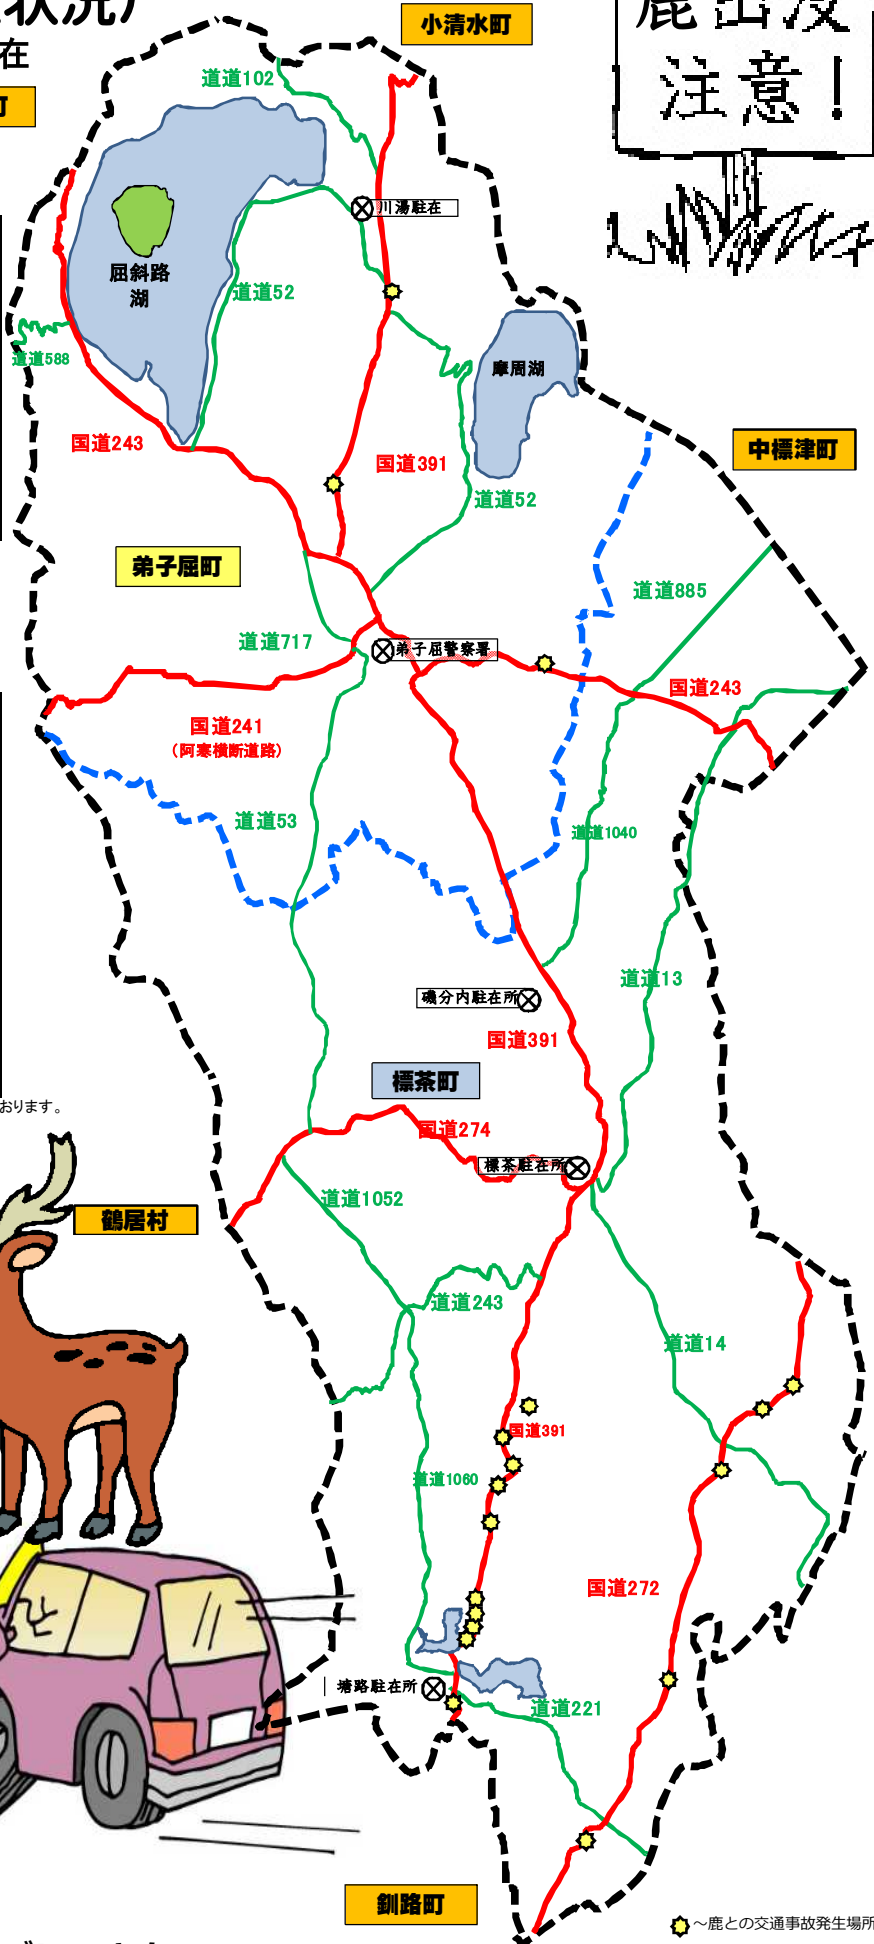 状況)
在
町
小清水町
鹿出没
注意！
道道102
川湯駐在
屈斜路
湖
道道52
道道588
摩周湖
国道243
国道391
中標津町
道道52
弟子屈町
道道885
道道717
弟子屈警察署
国道243
国道241
（阿寒横断道路）
道道53
道道1040
道道13
磯分内駐在所
国道391
標茶町
おります。
国道274
標茶駐在所
道道1052
鶴居村
道道243
道道14
国道391
道道1060
国道272
塘路駐在所
道道221
釧路町
～鹿との交通事故発生場所